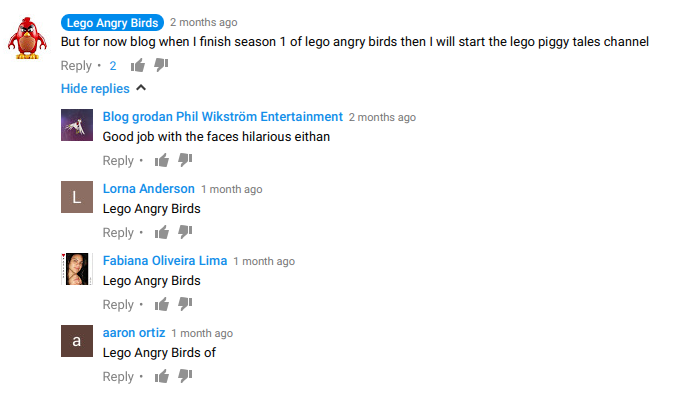 Lego Angry Birds 2 months ago
But for now blog when I finish season 1 of lego angry birds then I will start the lego piggy tales channel
Reply • 2
Hide replies
Blog grodan Phil Wikström Entertainment 2 months ago
Good job with the faces hilarious eithan
Reply •
L
Lorna Anderson 1 month ago
Lego Angry Birds
Reply •
Fabiana Oliveira Lima 1 month ago
Lego Angry Birds
Reply •
a
aaron ortiz 1 month ago
Lego Angry Birds of
Reply •